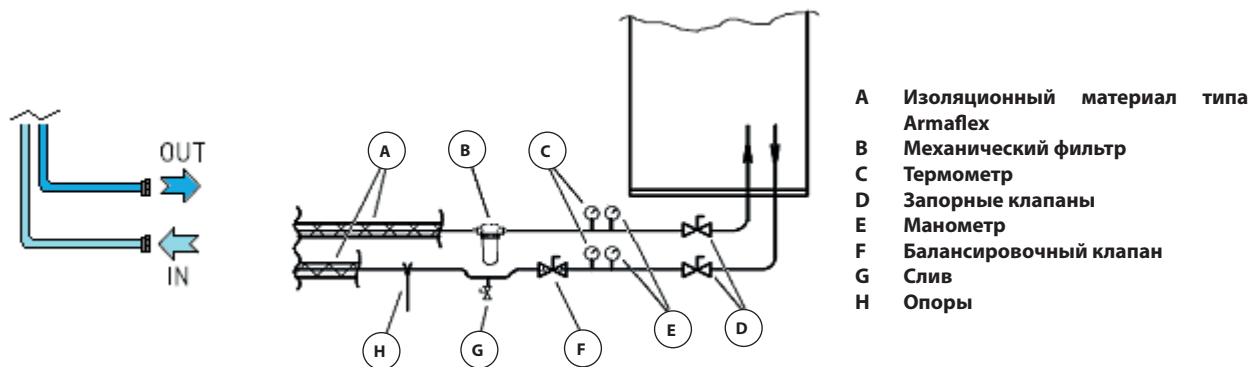 OUT
IN
A
B
C
H
G
F
E
D
A Изоляционный материал типа
Armaflex
B Механический фильтр
C Термометр
D Запорные клапаны
E Манометр
F Балансировочный клапан
G Слив
H Опоры